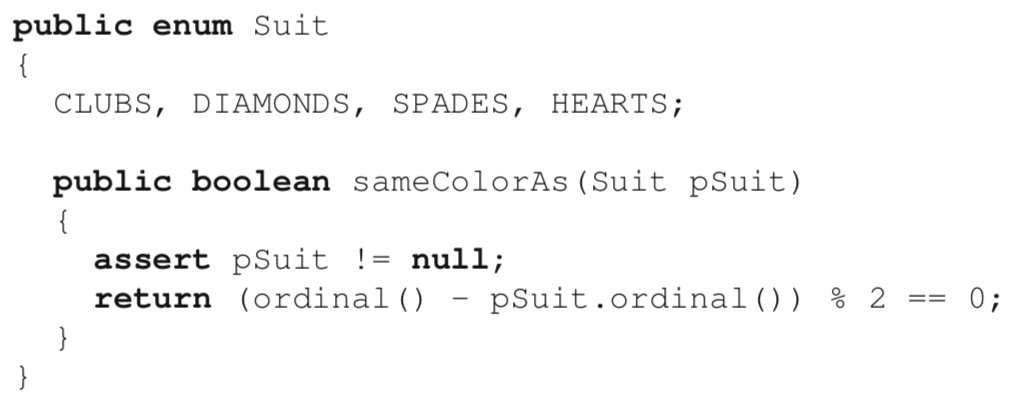 public enum Suit
{
CLUBS, DIAMONDS, SPADES, HEARTS;
public boolean sameColorAs(Suit pSuit)
{
assert pSuit != null;
return (ordinal() - pSuit.ordinal()) % 2 == 0;
}
}